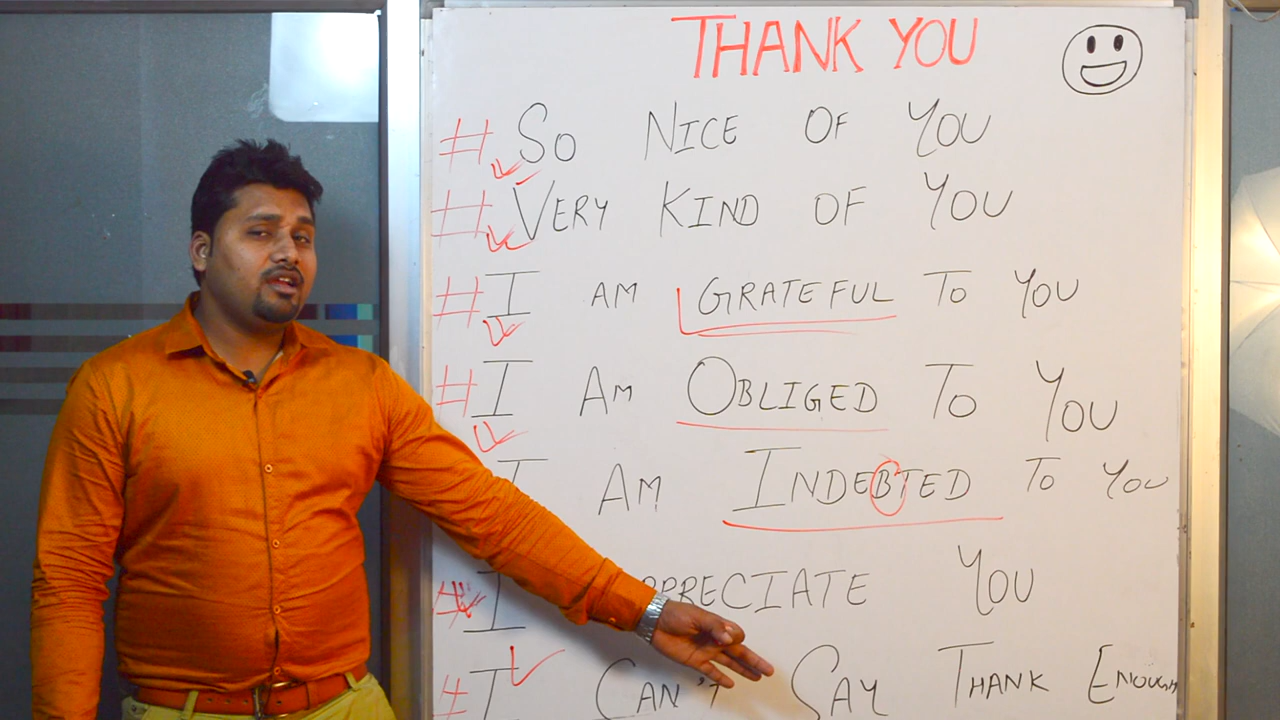 THANK YOU
# SO NICE OF YOU
# VERY KIND OF YOU
# I AM GRATEFUL TO YOU
# I AM OBLIGED TO YOU
I AM INDEBTED TO YOU
# I PPRECIATE YOU
# I CAN'T SAY THANK ENOUGH